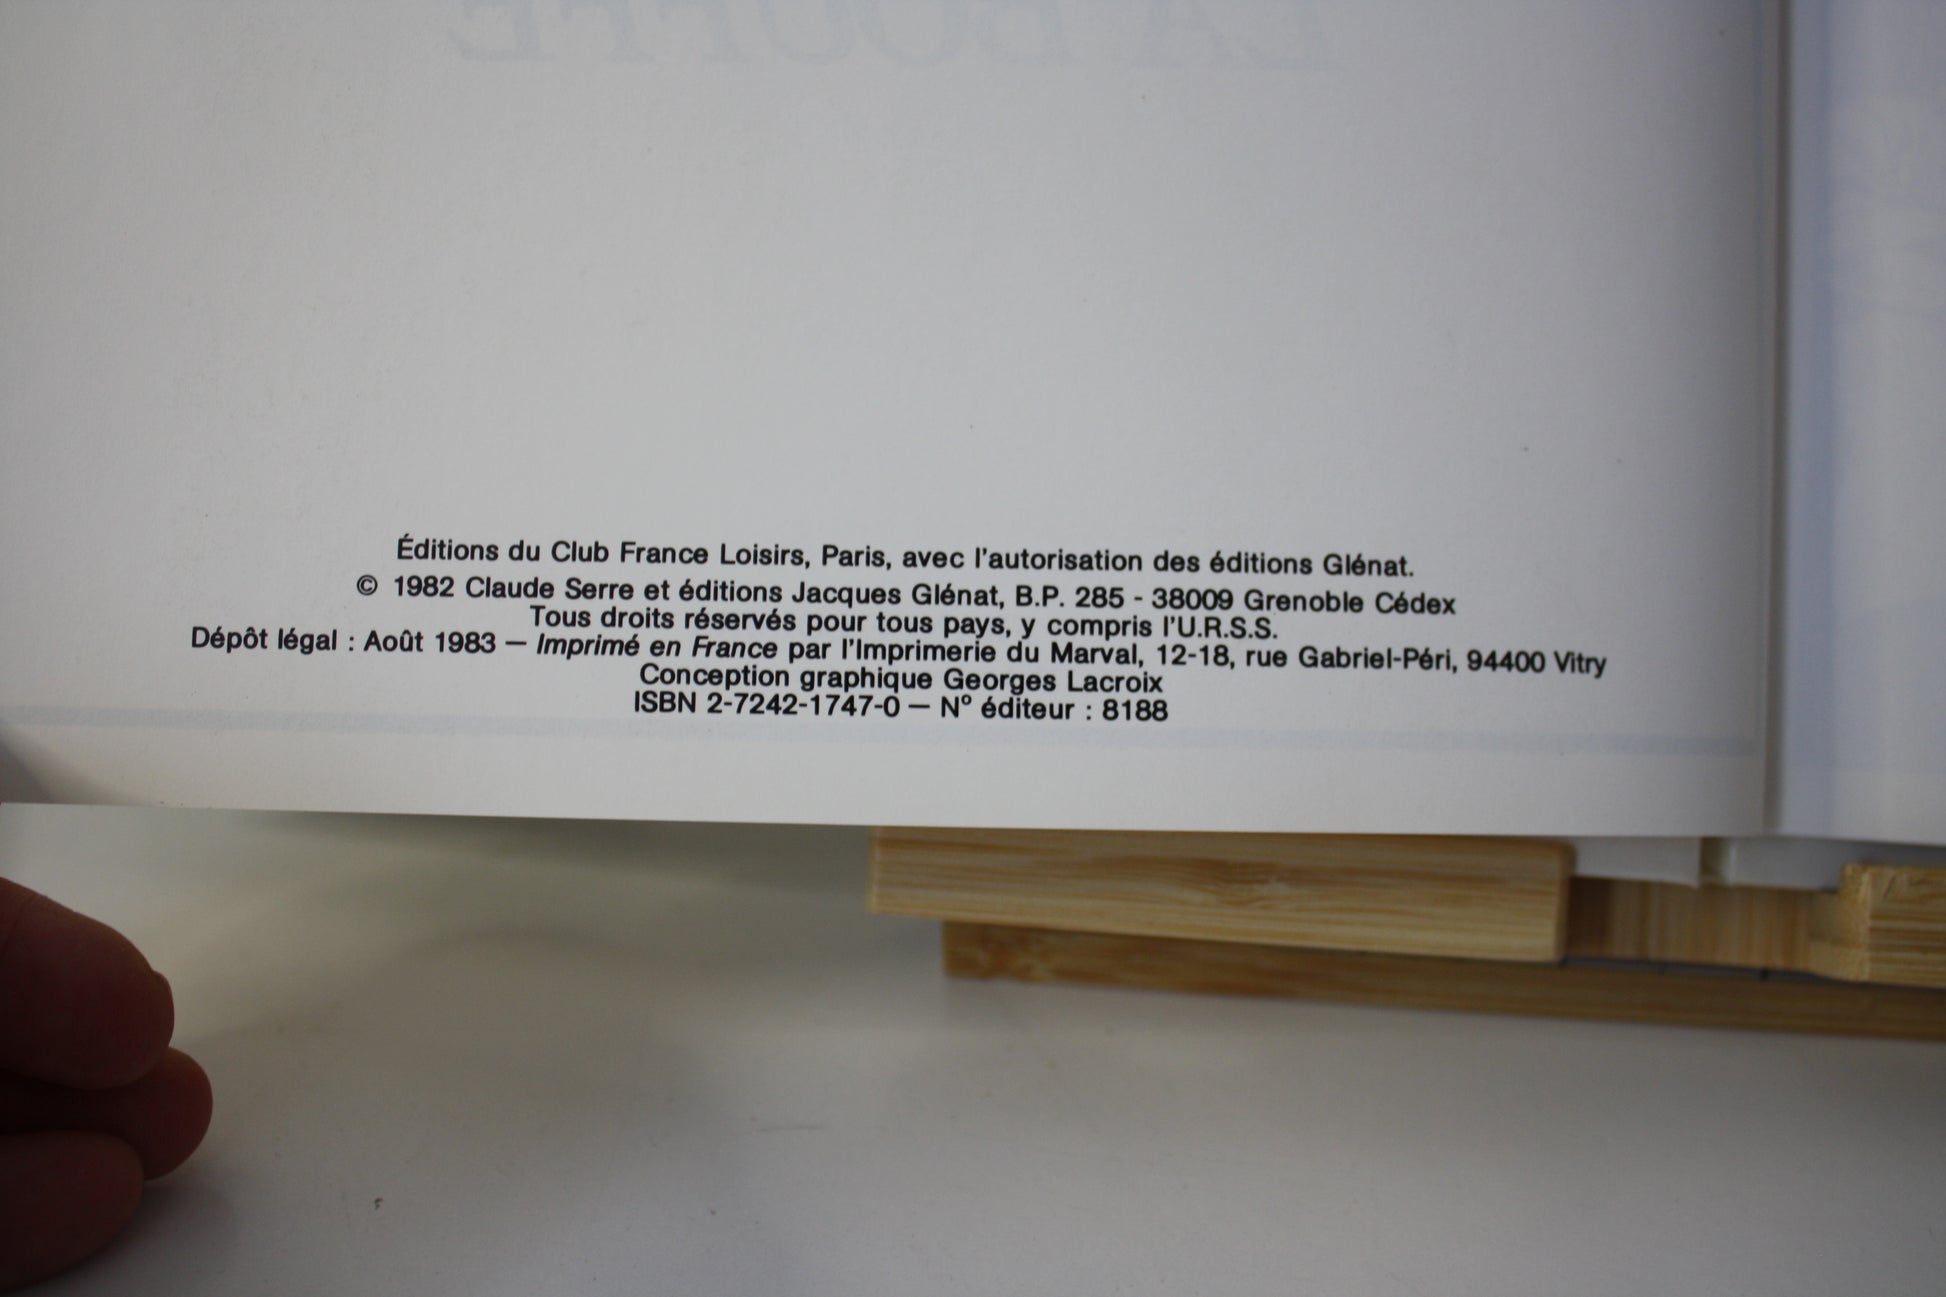 LA BOUFFE
Éditions du Club France Loisirs, Paris, avec l'autorisation des éditions Glénat.
© 1982 Claude Serre et éditions Jacques Glénat, B.P. 285 - 38009 Grenoble Cédex
Tous droits réservés pour tous pays, y compris l'U.R.S.S.
Dépôt légal : Août 1983 — Imprimé en France par l'Imprimerie du Marval, 12-18, rue Gabriel-Péri, 94400 Vitry
Conception graphique Georges Lacroix
ISBN 2-7242-1747-0 — N° éditeur : 8188